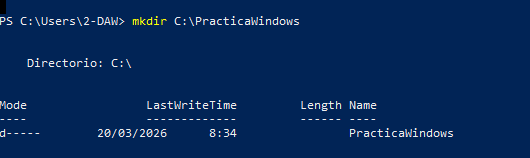 PS C:\Users\2-DAW> mkdir C:\PracticaWindows
Directorio: C:\
Mode LastWriteTime Length Name
---- ------------- ------ ----
d----- 20/03/2026 8:34 PracticaWindows